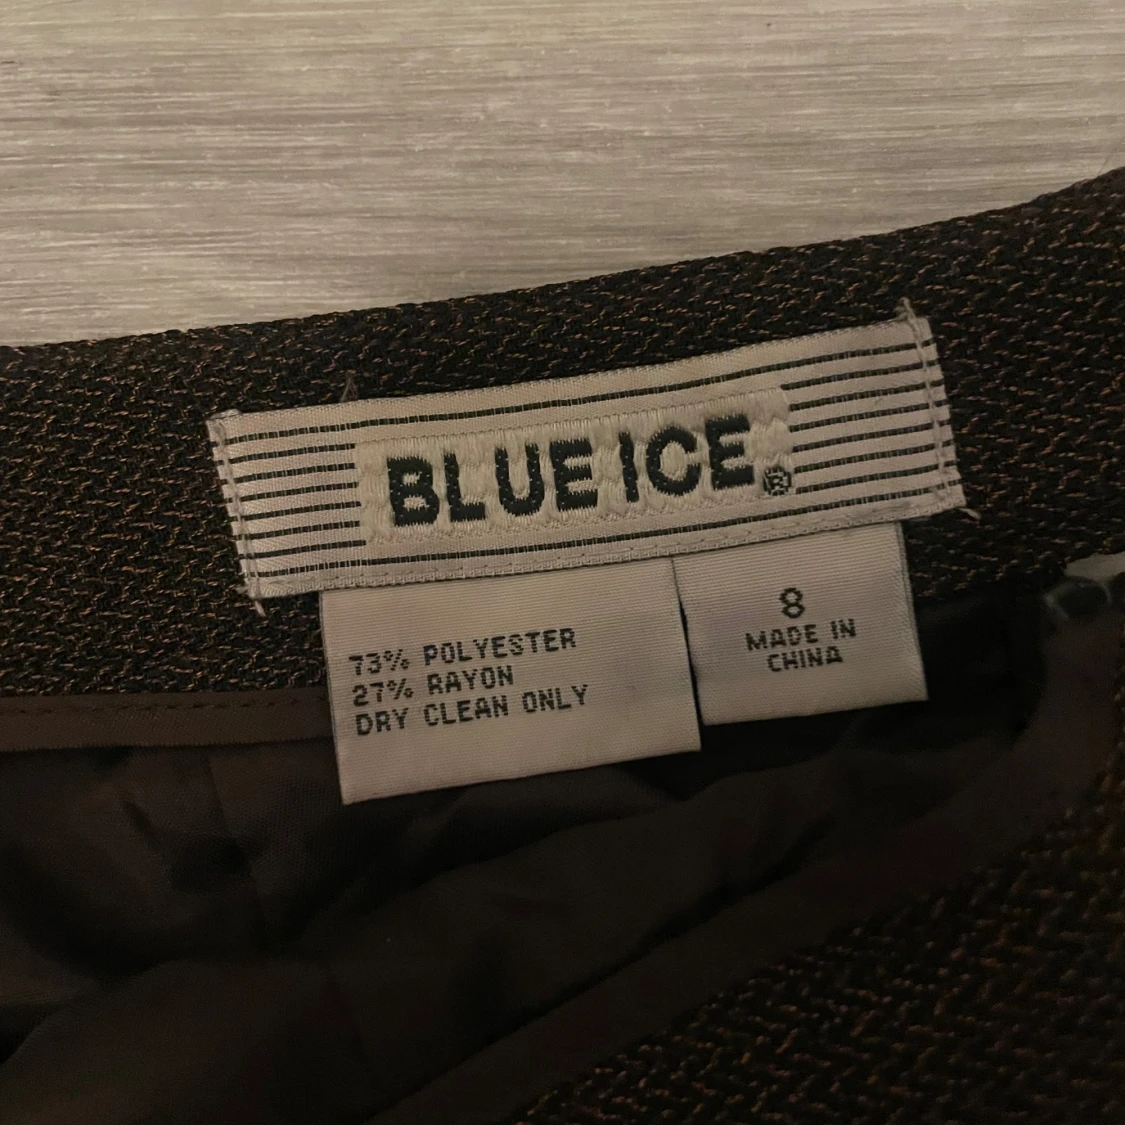 BLUE ICE®
73% POLYESTER
27% RAYON
DRY CLEAN ONLY
8
MADE IN
CHINA